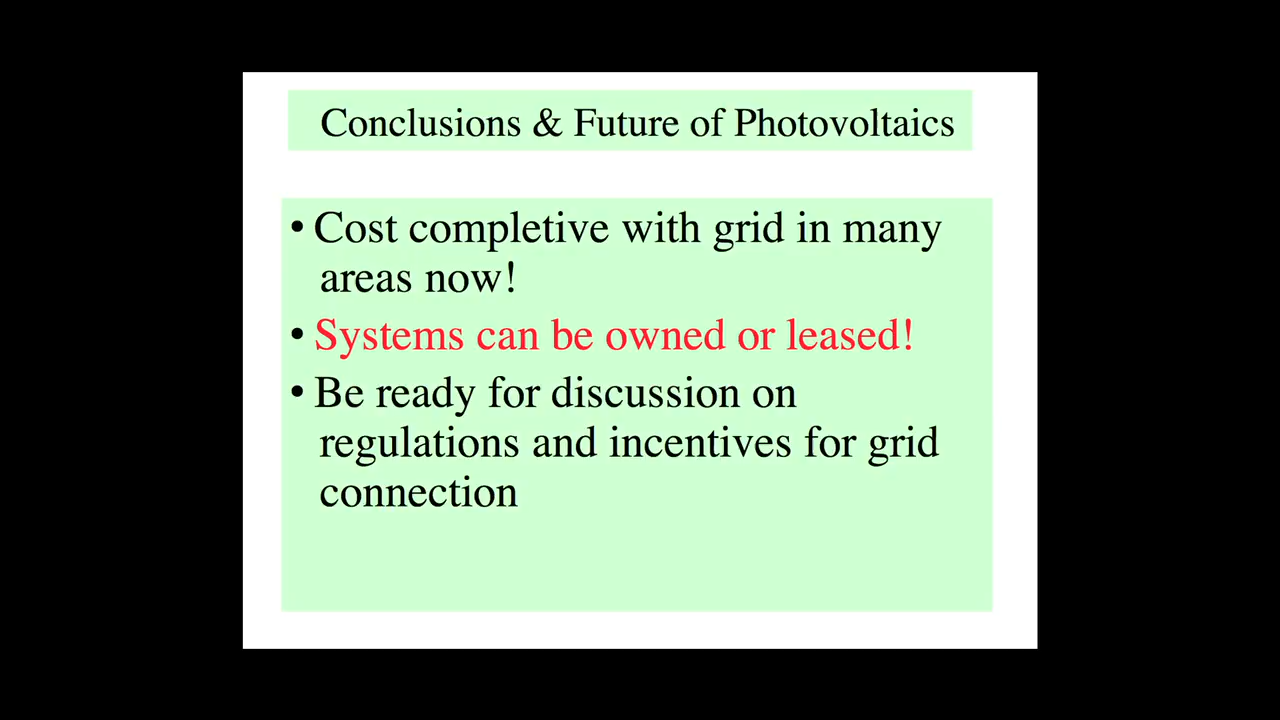 Conclusions & Future of Photovoltaics
• Cost completive with grid in many
areas now!
• Systems can be owned or leased!
• Be ready for discussion on
regulations and incentives for grid
connection